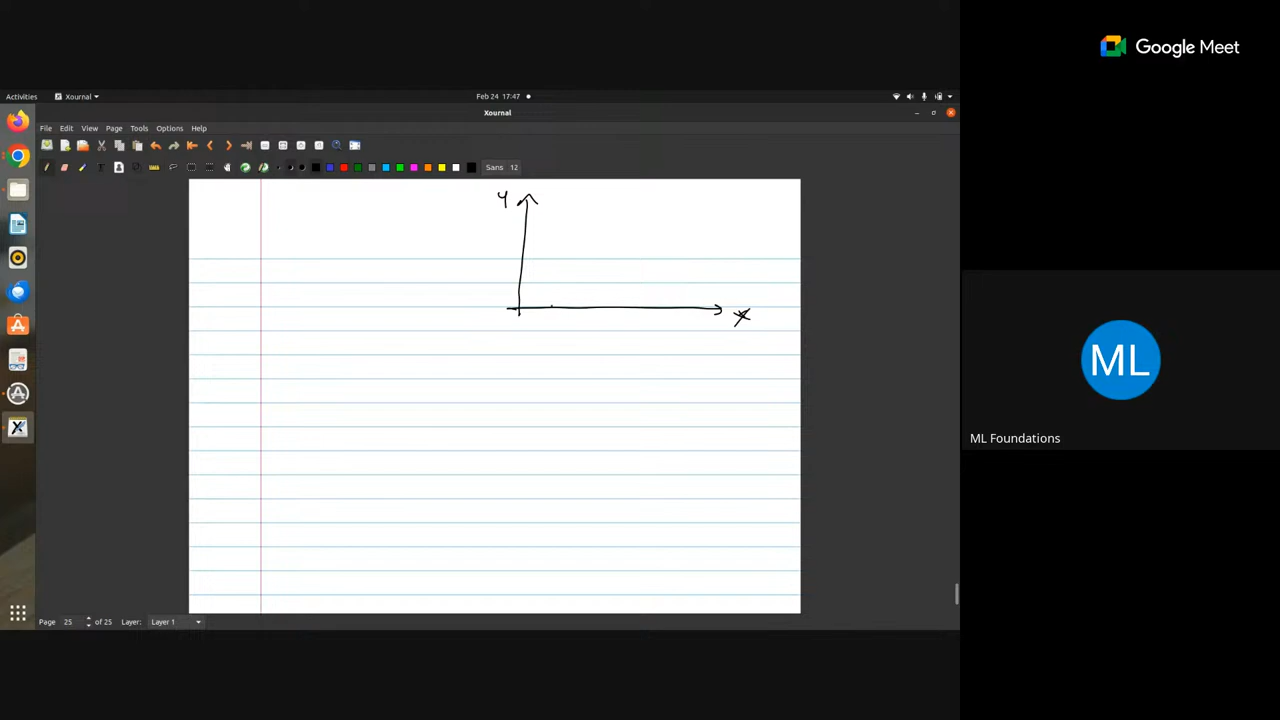 Google Meet
Activities Xournal Feb 24 17:47
Xournal
File Edit View Page Tools Options Help
Sans 12
y
x
ML
ML Foundations
Page 25 of 25 Layer: Layer 1